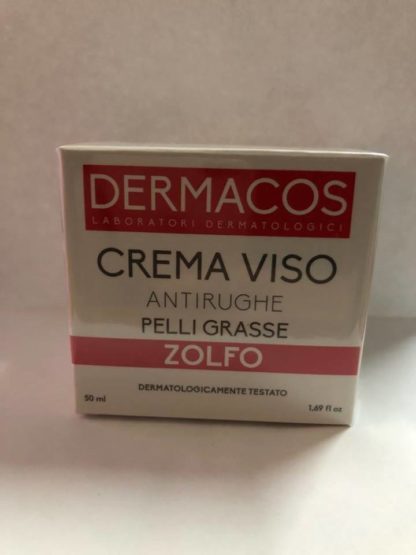 DERMACOS
LABORATORI DERMATOLOGICI
CREMA VISO
ANTIRUGHE
PELLI GRASSE
ZOLFO
DERMATOLOGICAMENTE TESTATO
50 ml 1,69 fl oz